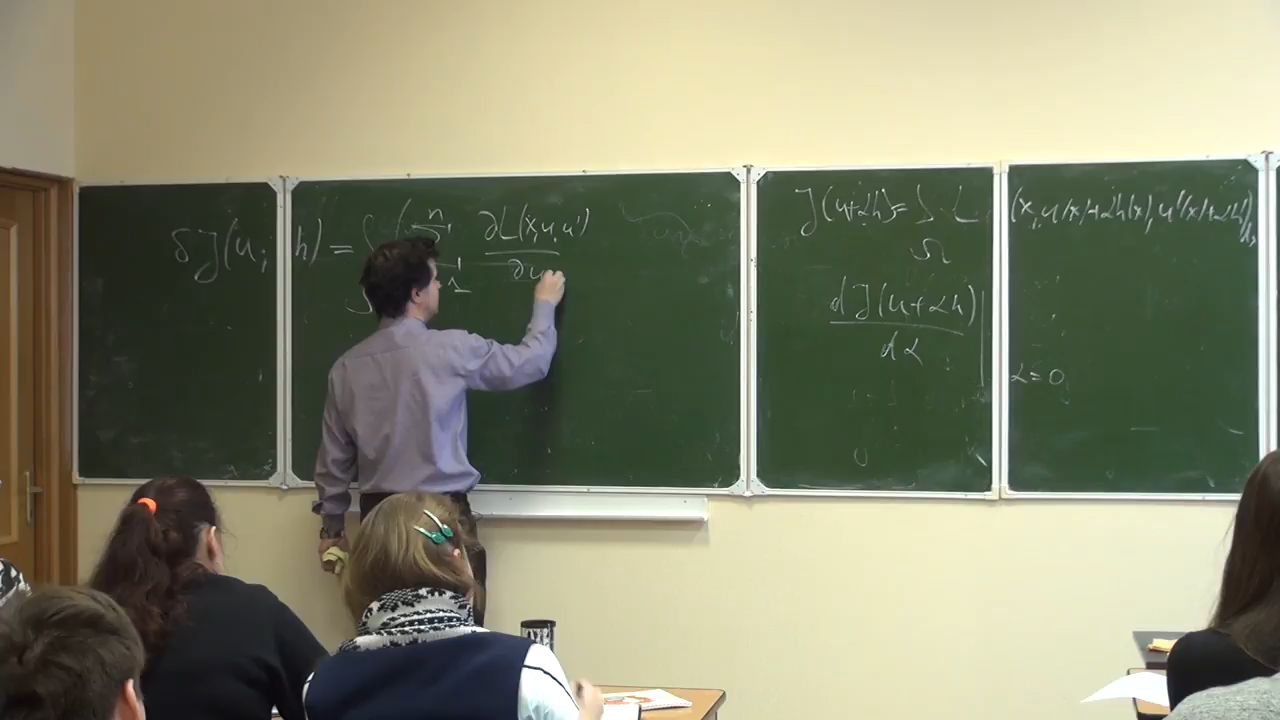 δJ(u; h) = ∫ ( Σ ∂L(x,u,u')
∂u
J(u+αh)= ∫ L (x, u(x)+αh(x), u'(x)+αh')dx
Ω
dJ(u+αh)
dα
α=0